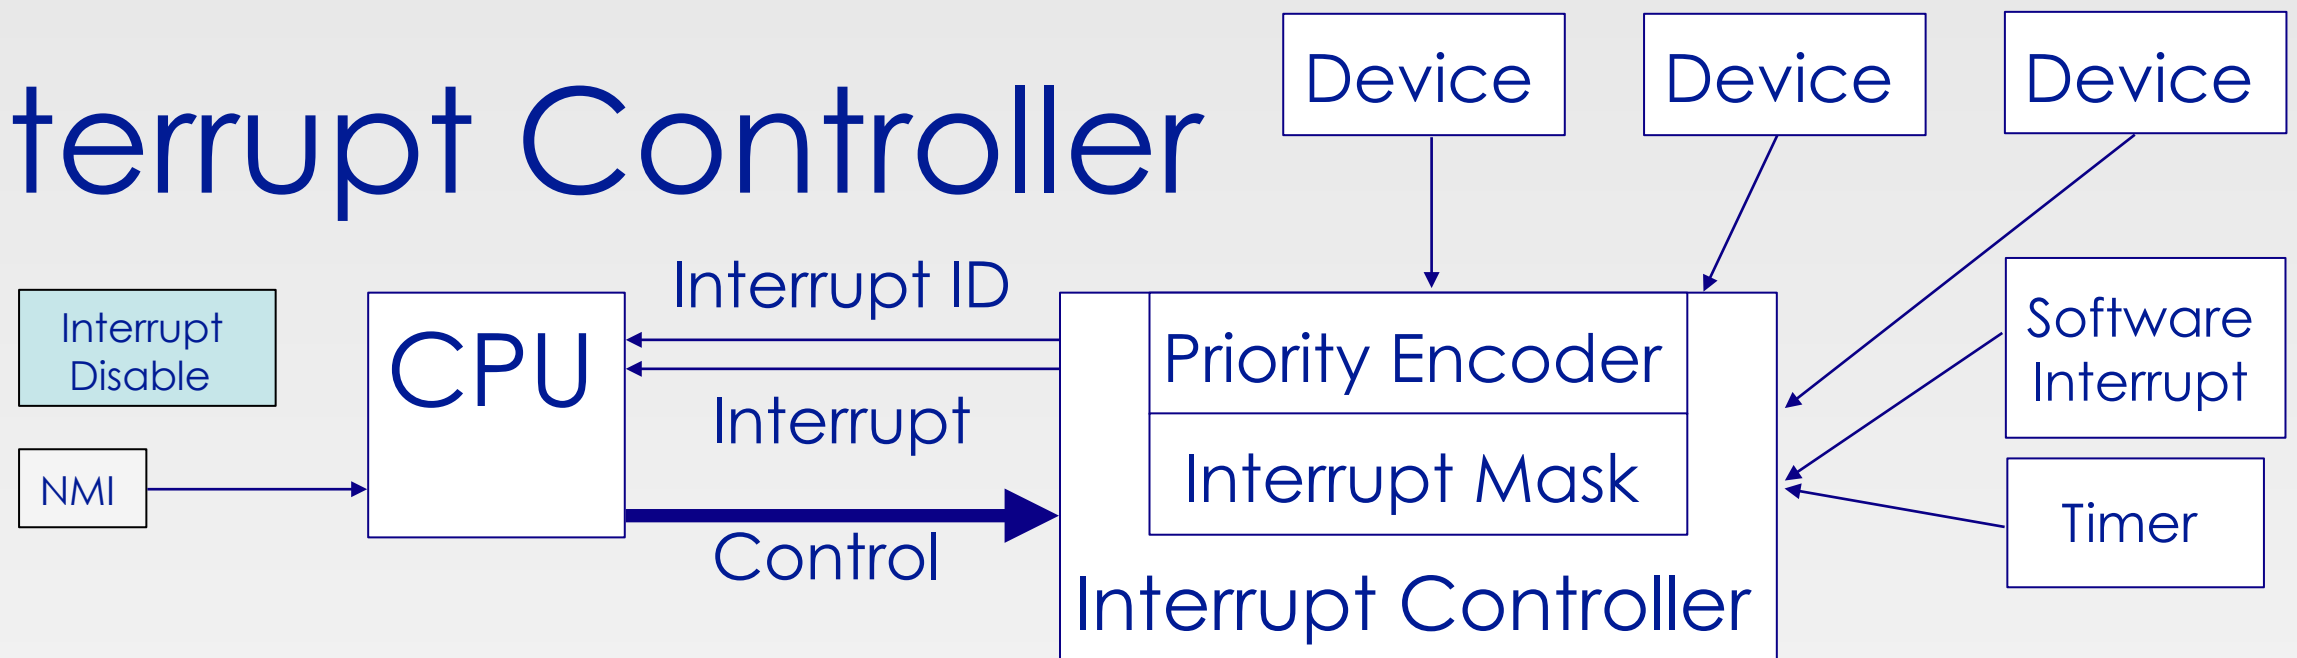 terrupt Controller
Device
Device
Device
Interrupt ID
Interrupt
Disable
CPU
Priority Encoder
Software
Interrupt
Interrupt
Interrupt Mask
NMI
Timer
Control
Interrupt Controller